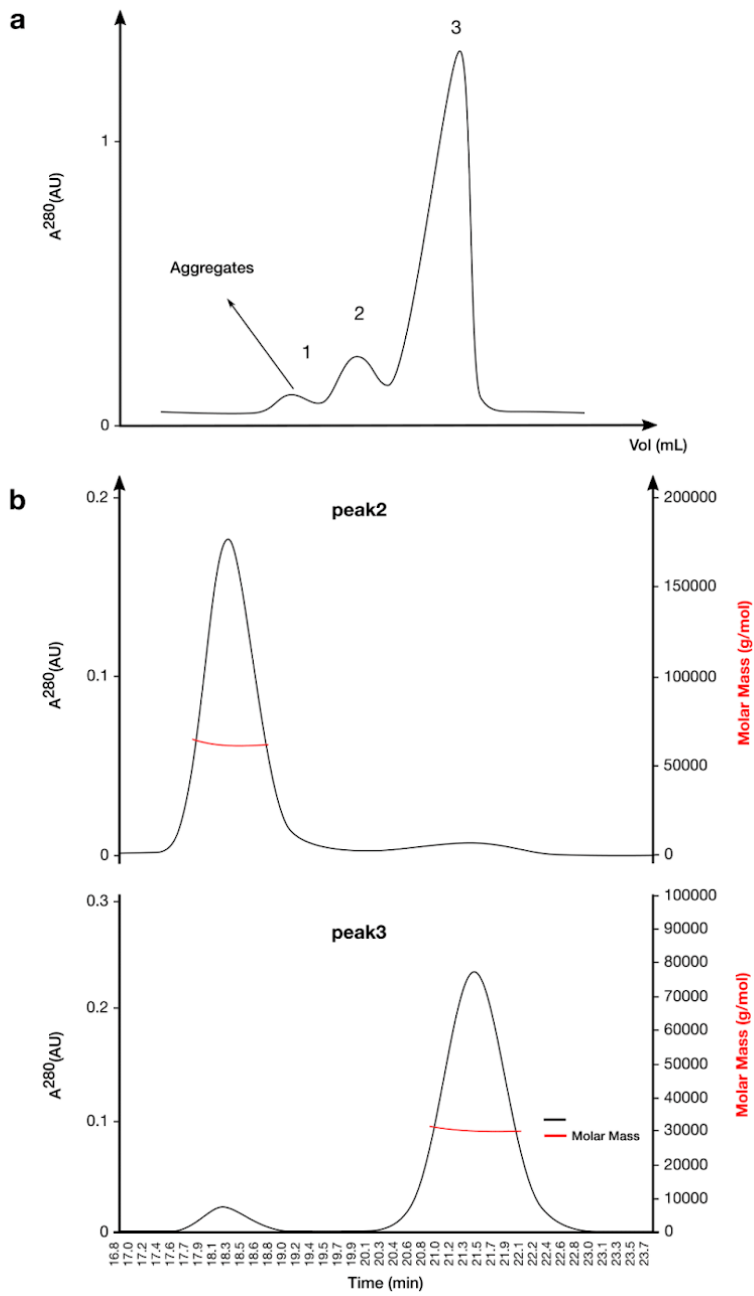 a
3
1
A280(AU)
Aggregates
2
1
0
Vol (mL)
b
0.2
peak2
200000
150000
A280(AU)
0.1
100000
Molar Mass (g/mol)
50000
0
0
0.3
peak3
100000
90000
80000
0.2
70000
A280(AU)
60000
Molar Mass (g/mol)
50000
40000
0.1
30000
Molar Mass
20000
10000
0
0
16.8 17.0 17.2 17.4 17.6 17.7 17.9 18.1 18.3 18.5 18.6 18.8 19.0 19.2 19.4 19.5 19.7 19.9 20.1 20.3 20.4 20.6 20.8 21.0 21.2 21.3 21.5 21.7 21.9 22.1 22.2 22.4 22.6 22.8 23.0 23.1 23.3 23.5 23.7
Time (min)